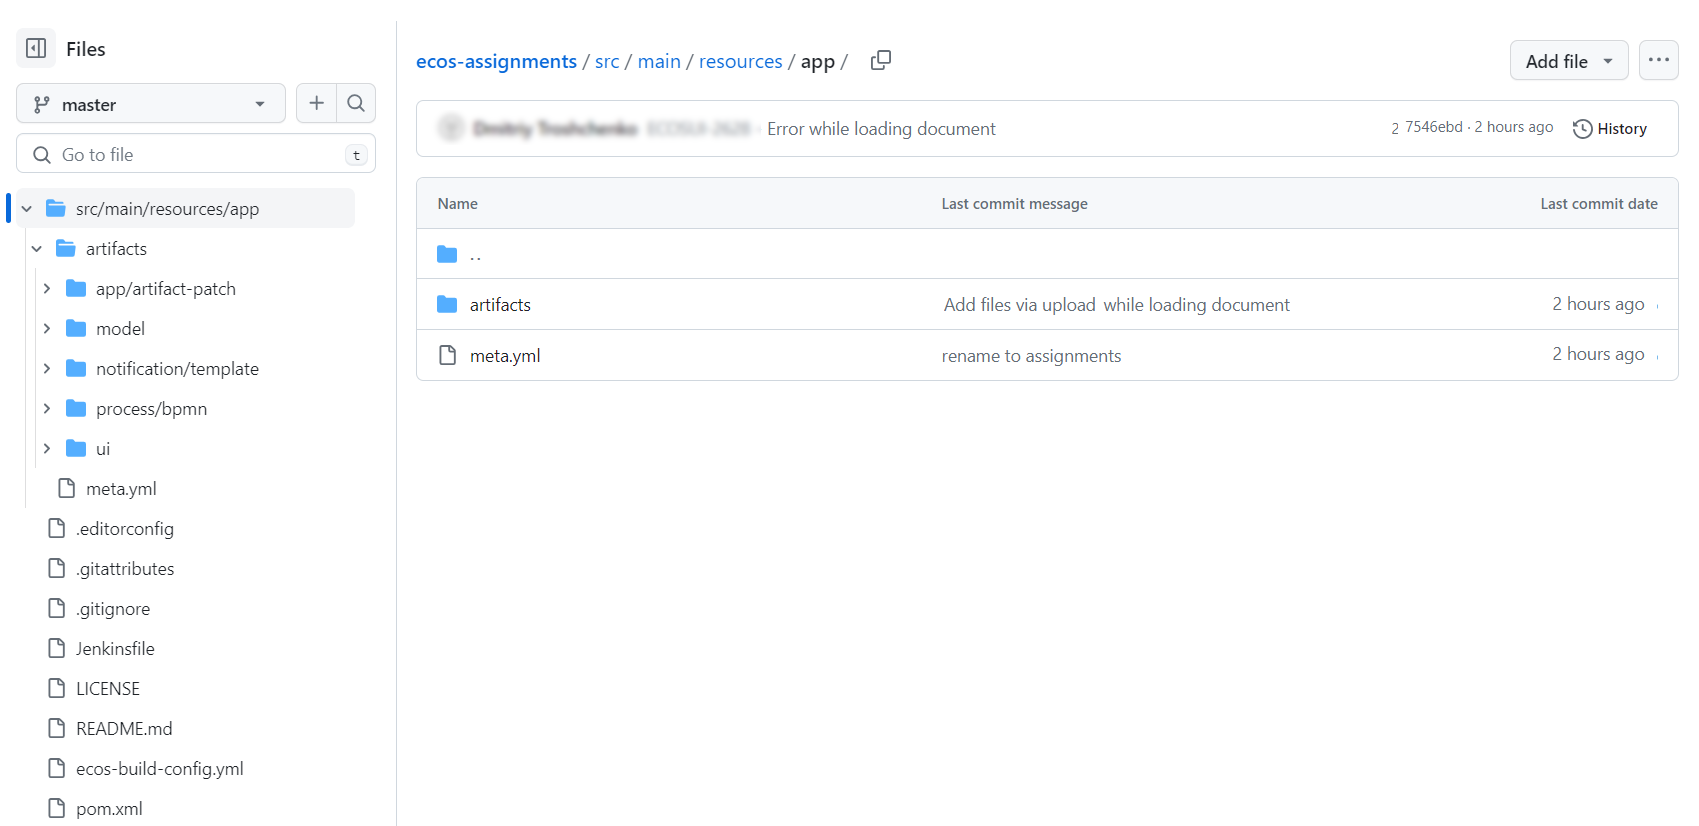 Files
master
Go to file
t
src/main/resources/app
artifacts
app/artifact-patch
model
notification/template
process/bpmn
ui
meta.yml
.editorconfig
.gitattributes
.gitignore
Jenkinsfile
LICENSE
README.md
ecos-build-config.yml
pom.xml
ecos-assignments / src / main / resources / app /
Add file
Error while loading document
2 7546ebd · 2 hours ago
History
Name Last commit message Last commit date
..
artifacts Add files via upload while loading document 2 hours ago
meta.yml rename to assignments 2 hours ago